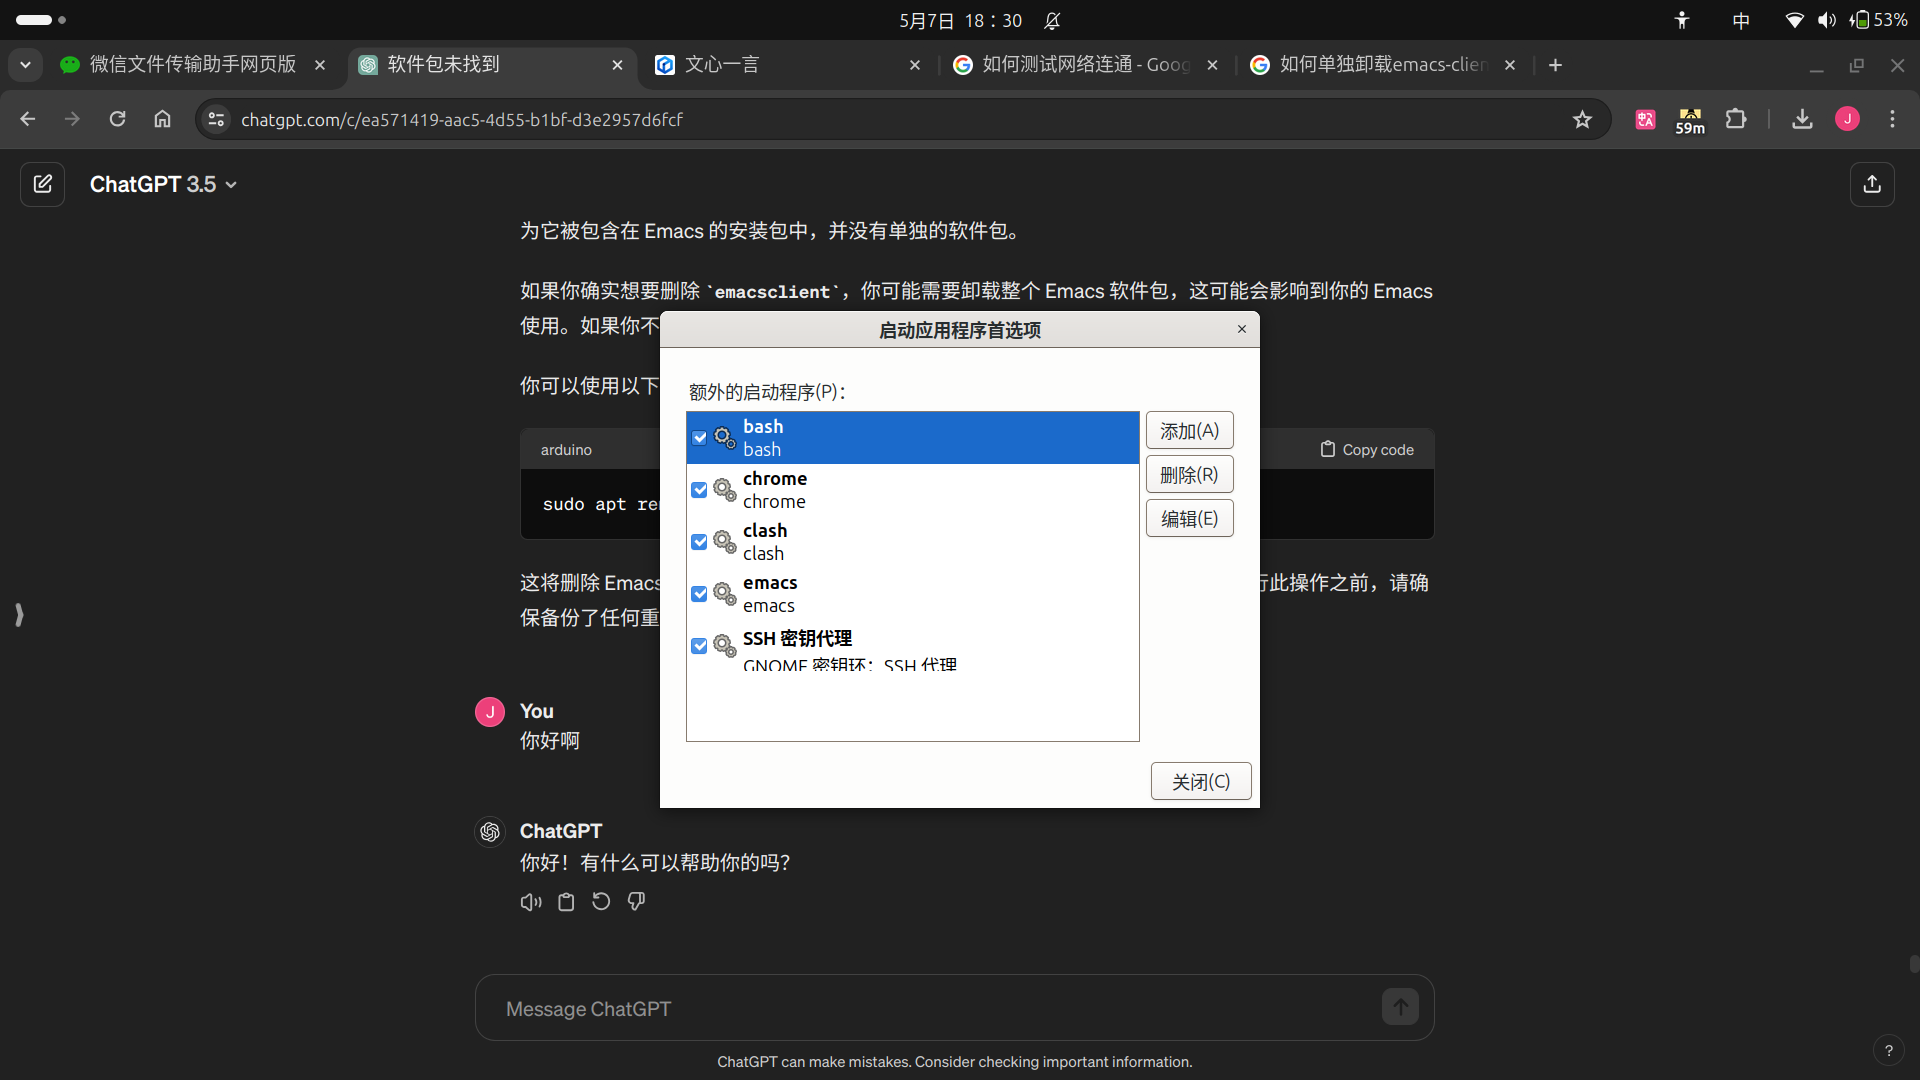 5月7日 18：30
中
53%
微信文件传输助手网页版
软件包未找到
文心一言
如何测试网络连通 - Goog
如何单独卸载emacs-clien
chatgpt.com/c/ea571419-aac5-4d55-b1bf-d3e2957d6fcf
59m
J
ChatGPT 3.5
为它被包含在 Emacs 的安装包中，并没有单独的软件包。
如果你确实想要删除 `emacsclient`，你可能需要卸载整个 Emacs 软件包，这可能会影响到你的 Emacs
使用。如果你不
你可以使用以下
arduino
Copy code
sudo apt rem
这将删除 Emacs
行此操作之前，请确
保备份了任何重
启动应用程序首选项
额外的启动程序(P)：
bash
bash
chrome
chrome
clash
clash
emacs
emacs
SSH 密钥代理
GNOME 密钥环：SSH 代理
添加(A)
删除(R)
编辑(E)
关闭(C)
J
You
你好啊
ChatGPT
你好！有什么可以帮助你的吗？
Message ChatGPT
ChatGPT can make mistakes. Consider checking important information.
?